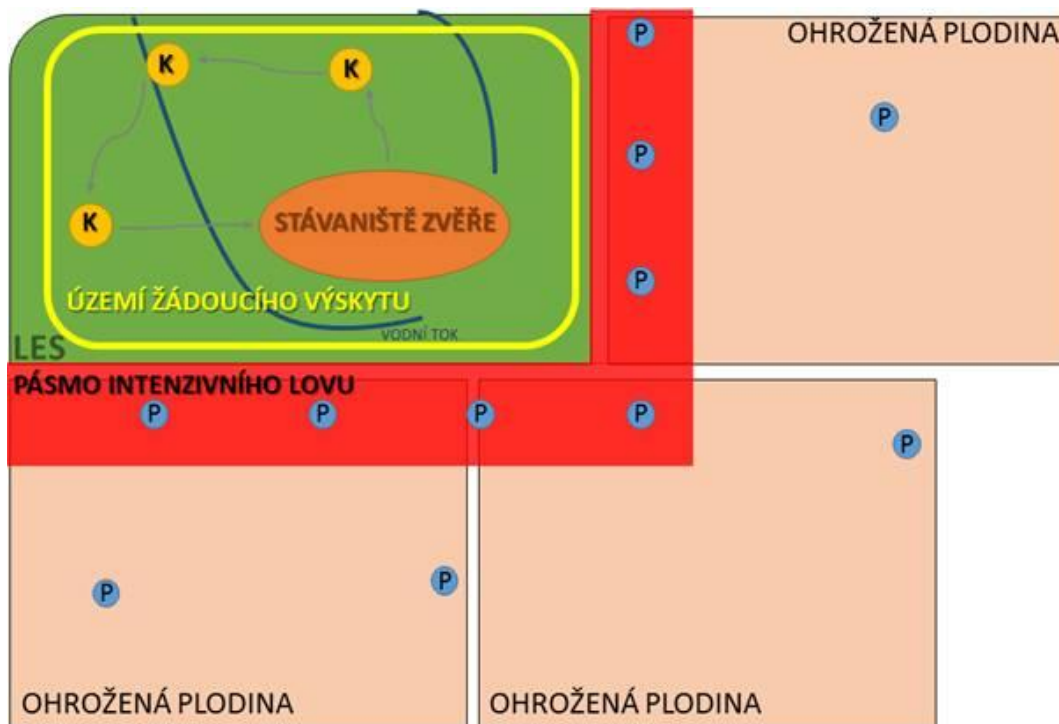 P
OHROŽENÁ PLODINA
K
K
P
P
K
STÁVANIŠTĚ ZVĚŘE
P
ÚZEMÍ ŽÁDOUCÍHO VÝSKYTU
VODNÍ TOK
LES
PÁSMO INTENZIVNÍHO LOVU
P
P
P
P
P
P
P
OHROŽENÁ PLODINA
OHROŽENÁ PLODINA